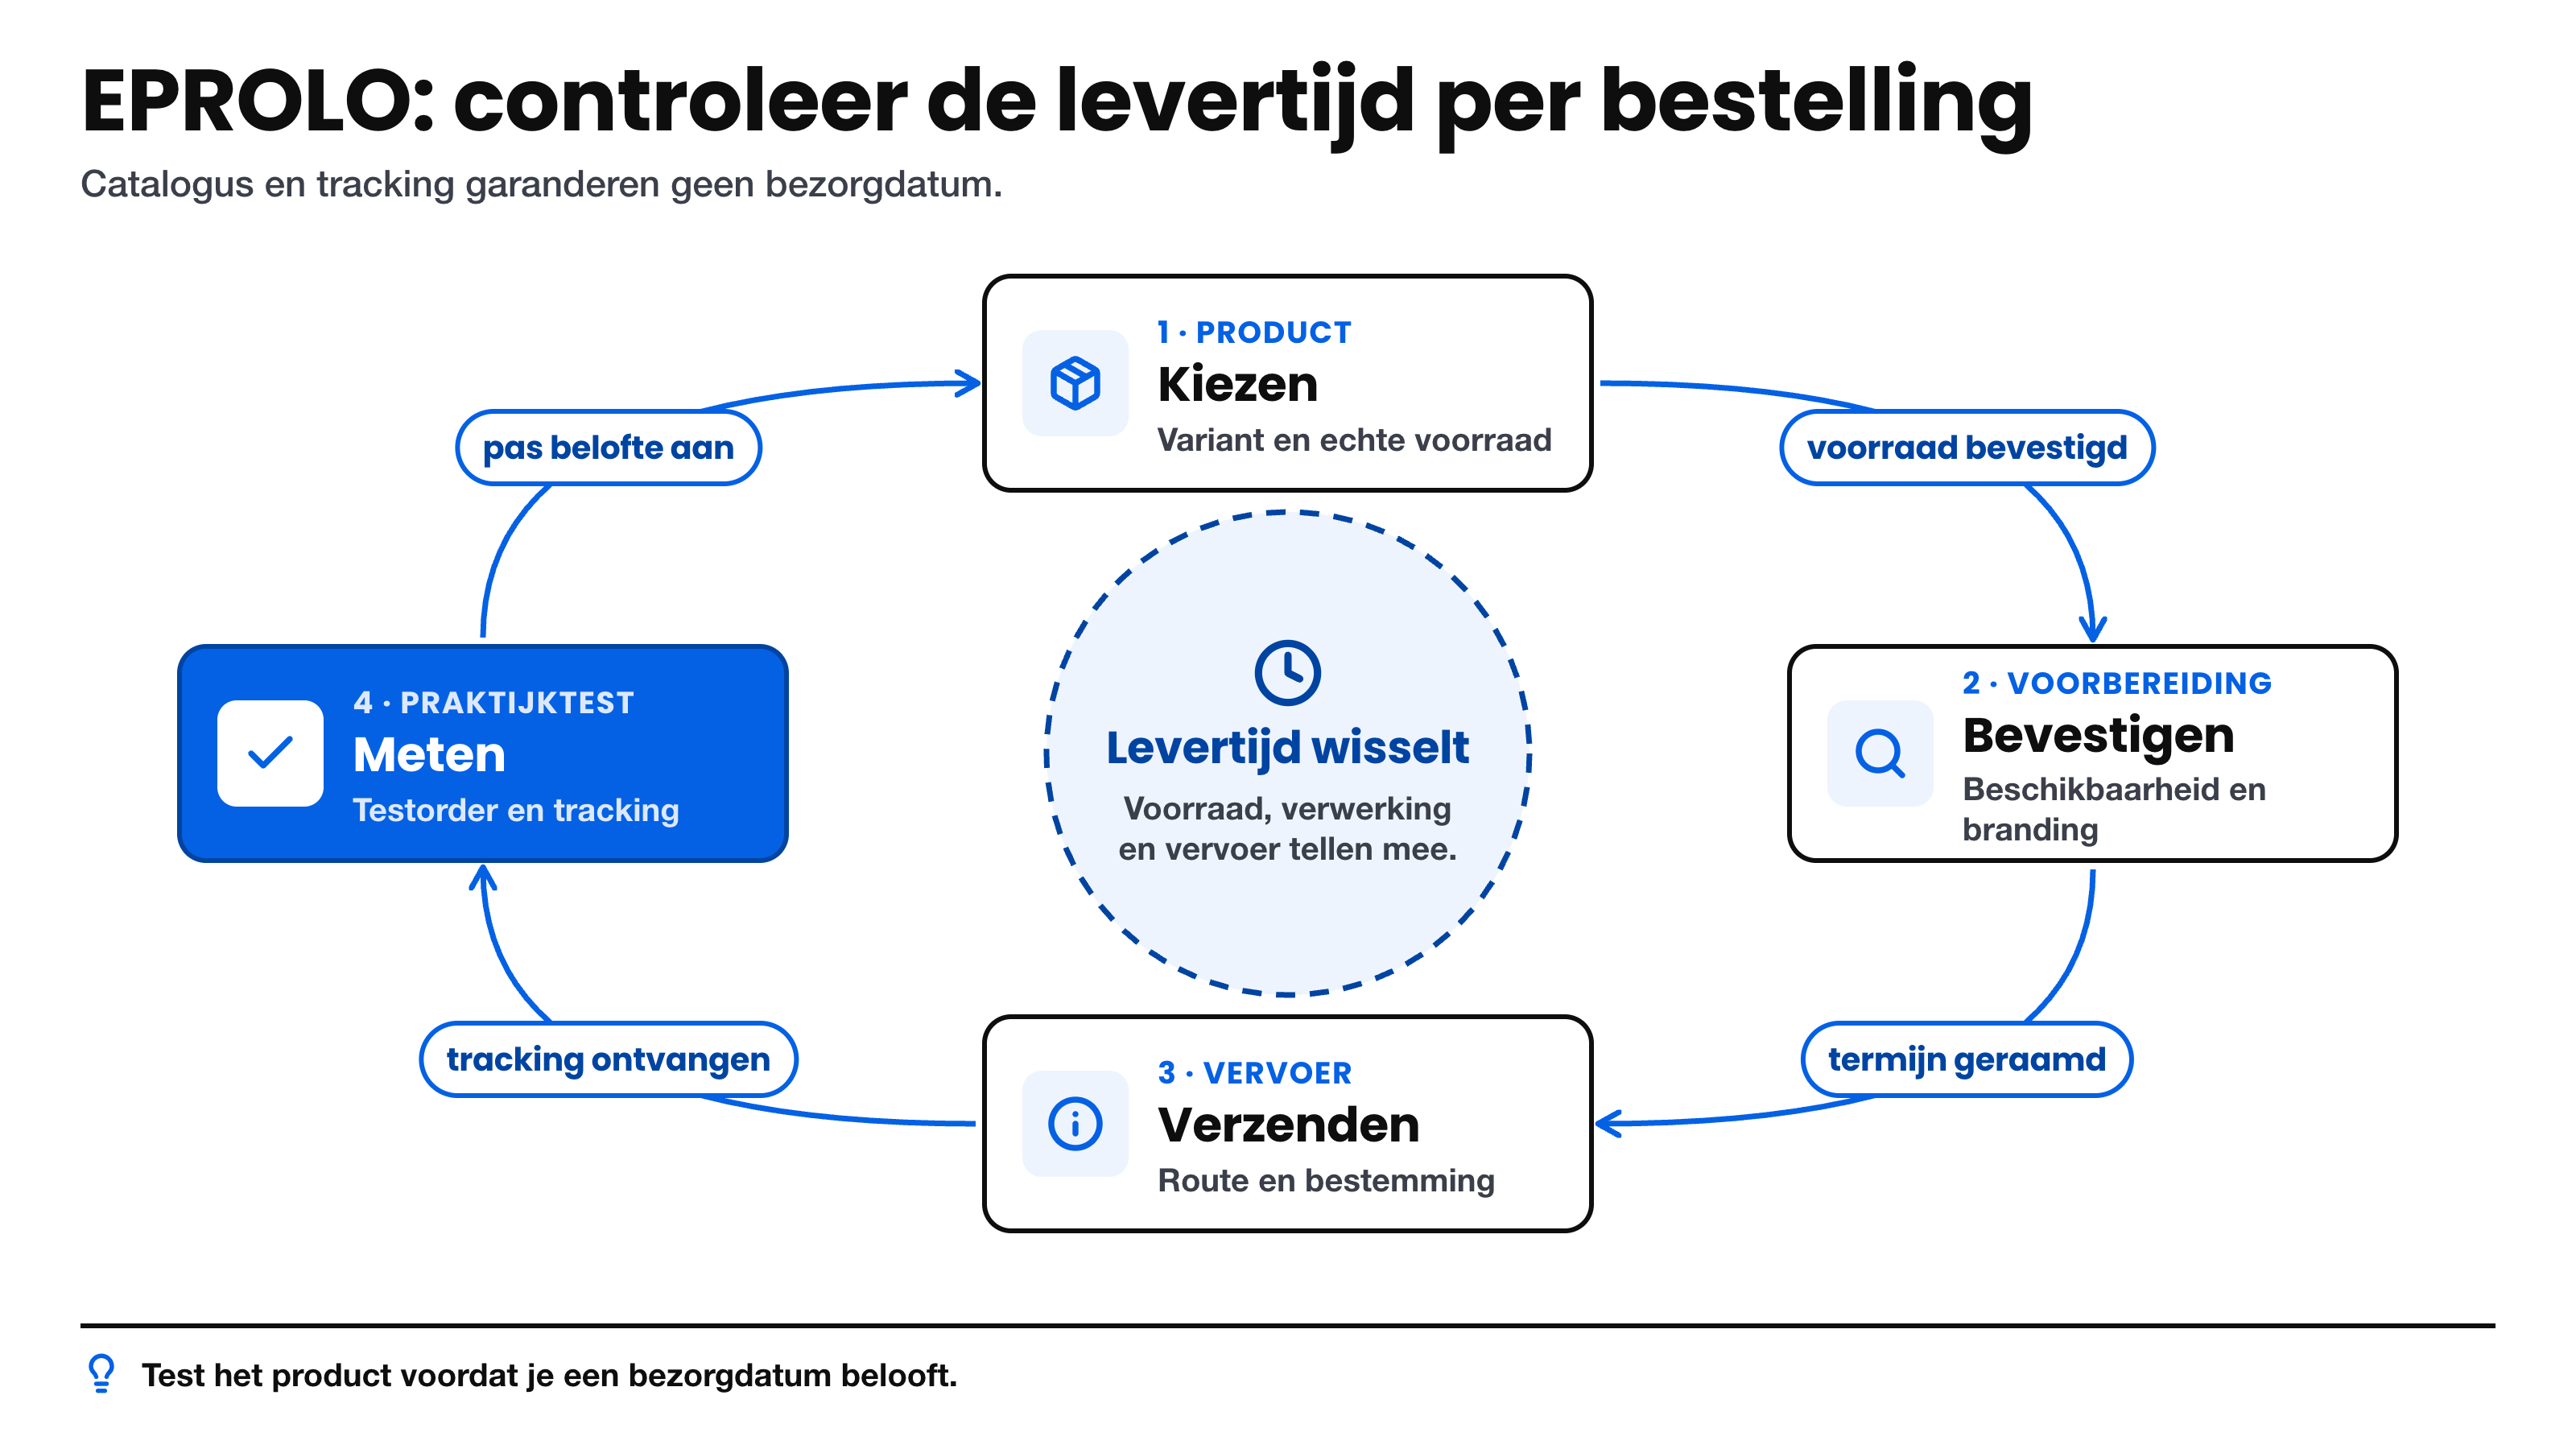 EPROLO: controleer de levertijd per bestelling
Catalogus en tracking garanderen geen bezorgdatum.
1 · PRODUCT
Kiezen
Variant en echte voorraad
pas belofte aan
voorraad bevestigd
4 · PRAKTIJKTEST
Meten
Testorder en tracking
Levertijd wisselt
Voorraad, verwerking
en vervoer tellen mee.
2 · VOORBEREIDING
Bevestigen
Beschikbaarheid en
branding
tracking ontvangen
termijn geraamd
3 · VERVOER
Verzenden
Route en bestemming
Test het product voordat je een bezorgdatum belooft.